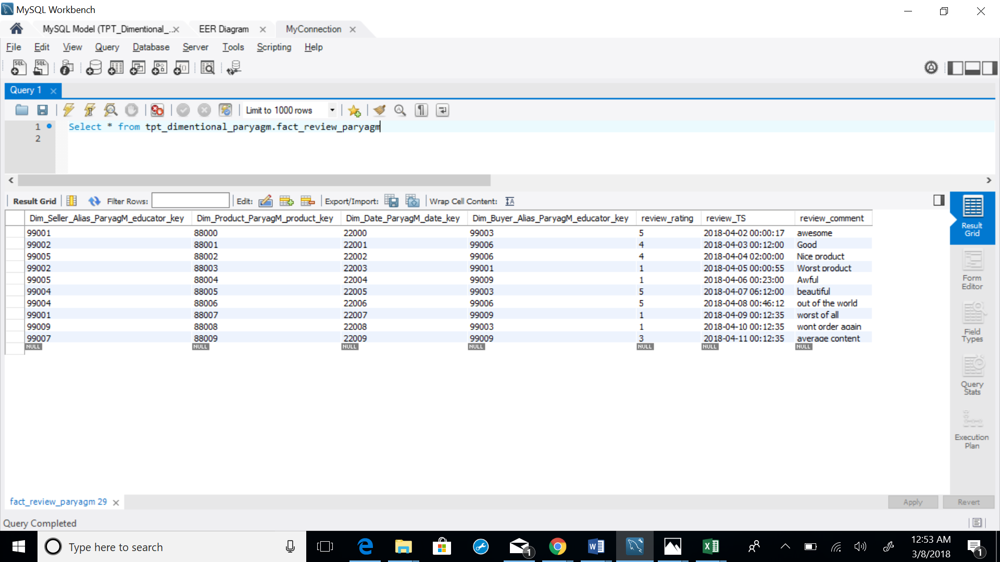 MySQL Workbench
MySQL Model (TPT_Dimentional_... EER Diagram MyConnection
File Edit View Query Database Server Tools Scripting Help
Query 1
Limit to 1000 rows
1 Select * from tpt_dimentional_paryagm.fact_review_paryagm
2
Result Grid Filter Rows: Edit: Export/Import: Wrap Cell Content:
Dim_Seller_Alias_ParyagM_educator_key Dim_Product_ParyagM_product_key Dim_Date_ParyagM_date_key Dim_Buyer_Alias_ParyagM_educator_key review_rating review_TS review_comment
99001 88000 22000 99003 5 2018-04-02 00:00:17 awesome
99002 88001 22001 99006 4 2018-04-03 00:12:00 Good
99005 88002 22002 99006 4 2018-04-04 02:00:00 Nice product
99002 88003 22003 99001 1 2018-04-05 00:00:55 Worst product
99005 88004 22004 99009 1 2018-04-06 00:23:00 Awful
99004 88005 22005 99003 5 2018-04-07 06:12:00 beautiful
99004 88006 22006 99006 5 2018-04-08 00:46:12 out of the world
99001 88007 22007 99009 1 2018-04-09 00:12:35 worst of all
99009 88008 22008 99003 1 2018-04-10 00:12:35 wont order again
99007 88009 22009 99009 3 2018-04-11 00:12:35 average content
NULL NULL NULL NULL NULL NULL NULL
Result
Grid
Form
Editor
Field
Types
Query
Stats
Execution
Plan
fact_review_paryagm 29
Apply Revert
Query Completed
Type here to search
12:53 AM
3/8/2018